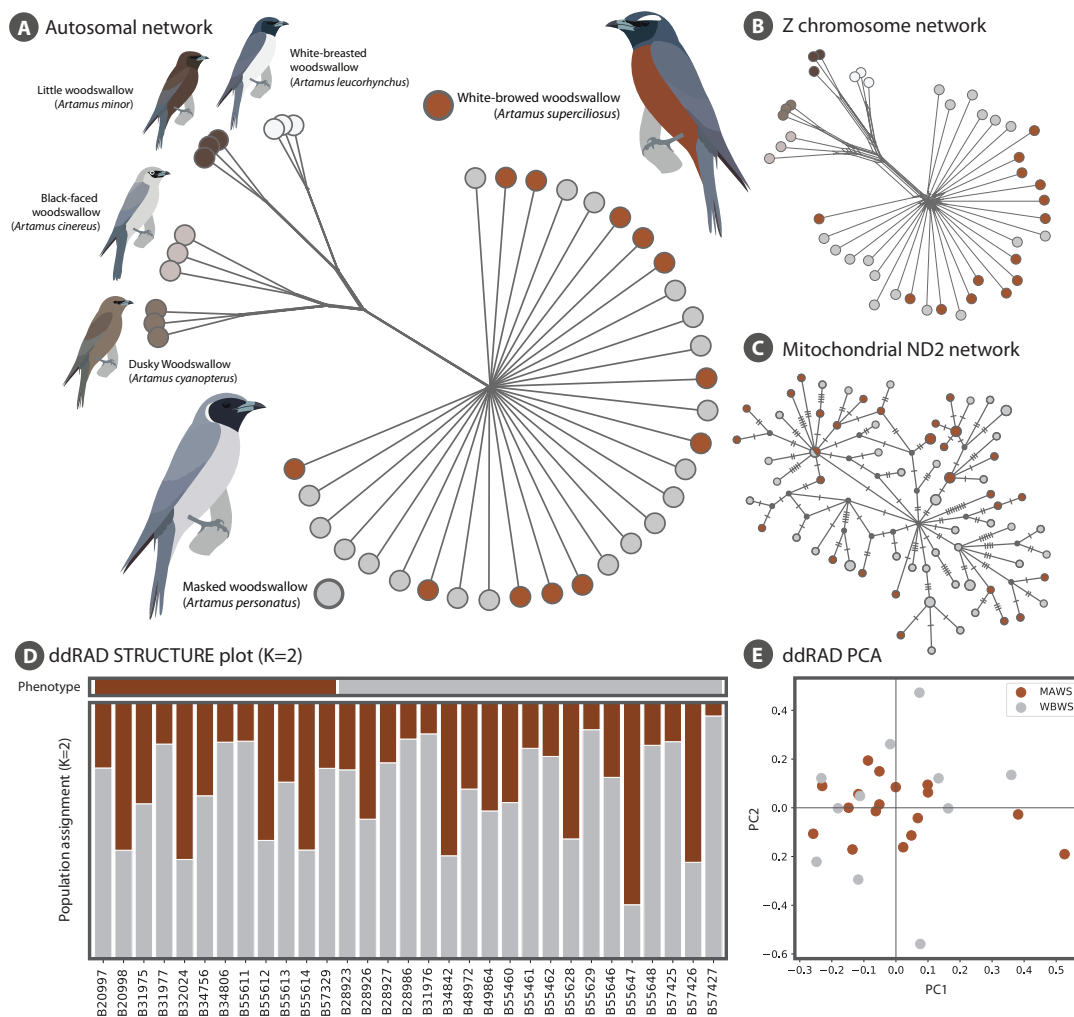 A Autosomal network
Little woodswallow
(Artamus minor)
White-breasted
woodswallow
(Artamus leucorhynchus)
White-browed woodswallow
(Artamus superciliosus)
Black-faced
woodswallow
(Artamus cinereus)
Dusky Woodswallow
(Artamus cyanopterus)
Masked woodswallow
(Artamus personatus)
B Z chromosome network
C Mitochondrial ND2 network
D ddRAD STRUCTURE plot (K=2)
Phenotype
Population assignment (K=2)
B20997
B20998
B31975
B31977
B32024
B34756
B34806
B55611
B55612
B55613
B55614
B57329
B28923
B28926
B28927
B28986
B31976
B34842
B48972
B49864
B55460
B55461
B55462
B55628
B55629
B55646
B55647
B55648
B57425
B57426
B57427
E ddRAD PCA
MAWS
WBWS
PC2
0.4
0.2
0.0
0.2
−0.4
−0.6
−0.3 −0.2 −0.1 0.0 0.1 0.2 0.3 0.4 0.5
PC1